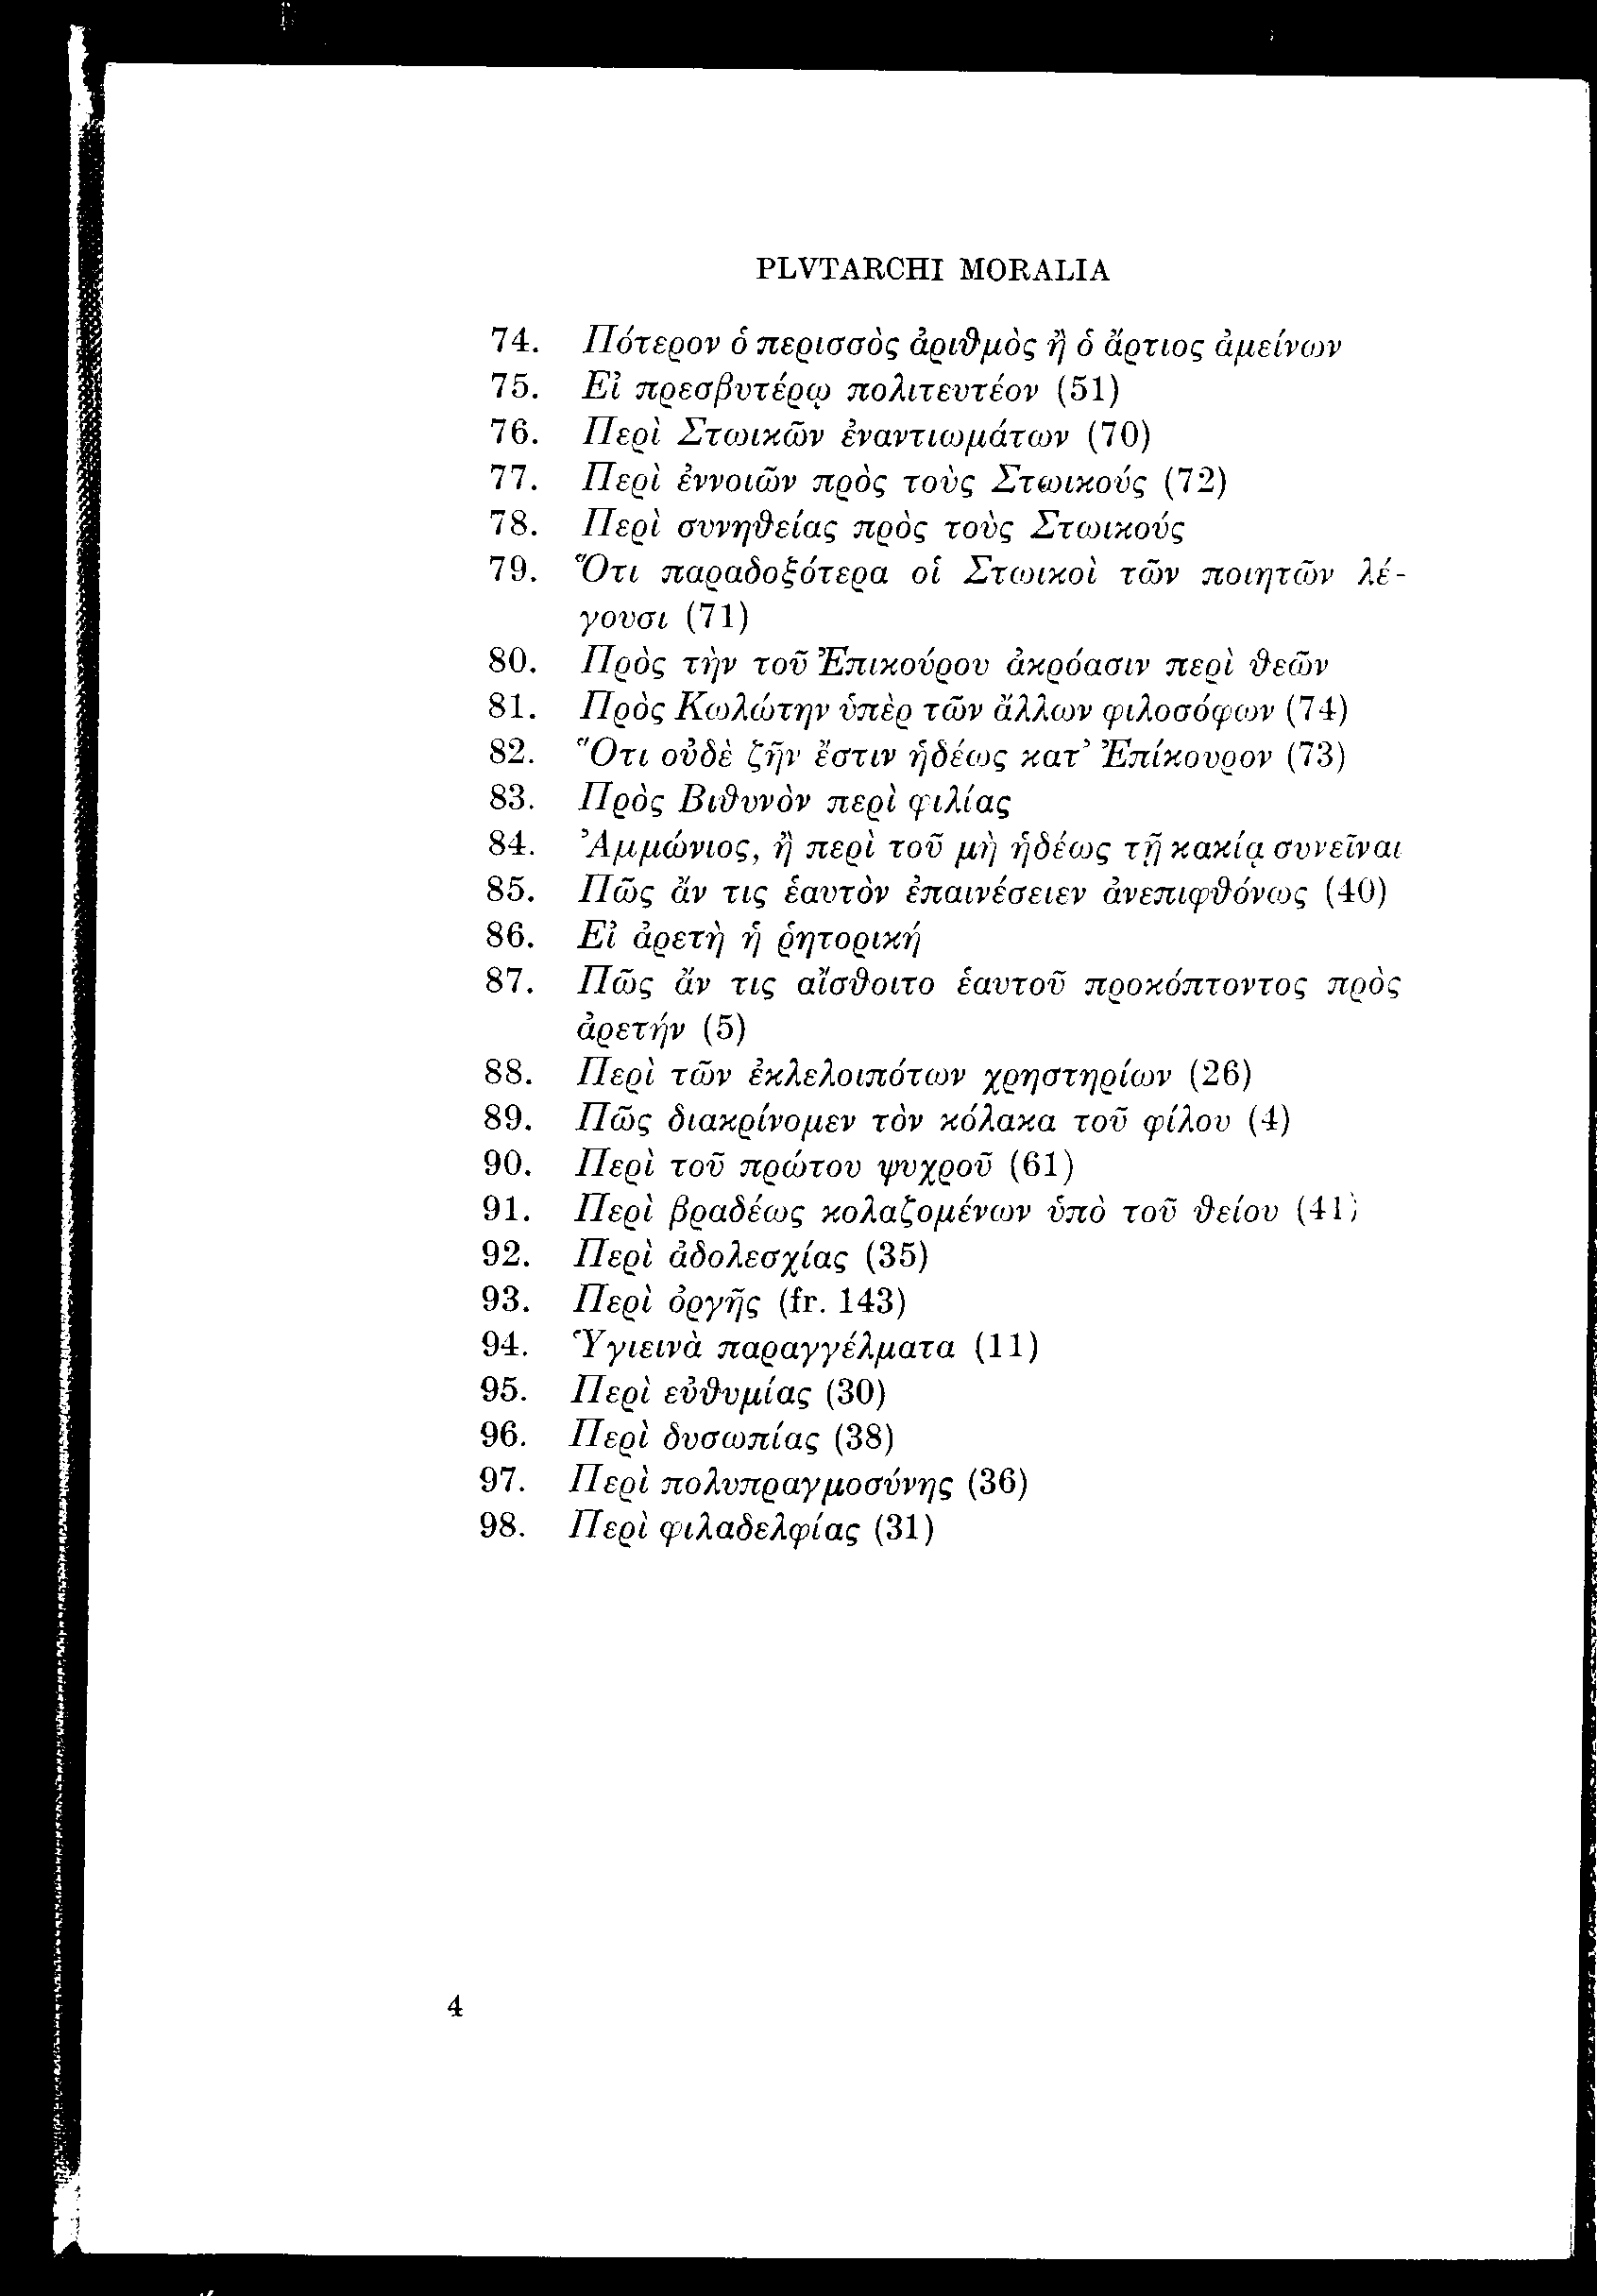 PLVTARCHI MORALIA
74. Πότερον ὁ περισσὸς ἀριϑμὸς ἢ ὁ ἄρτιος ἀμείνων
75. Εἰ πρεσβυτέρῳ πολιτευτέον (51)
76. Περὶ Στωικῶν ἐναντιωμάτων (70)
77. Περὶ ἐννοιῶν πρὸς τοὺς Στωικούς (72)
78. Περὶ συνηϑείας πρὸς τοὺς Στωικούς
79. Ὅτι παραδοξότερα οἱ Στωικοὶ τῶν ποιητῶν λέ-
γουσι (71)
80. Πρὸς τὴν τοῦ Ἐπικούρου ἀκρόασιν περὶ ϑεῶν
81. Πρὸς Κωλώτην ὑπὲρ τῶν ἄλλων φιλοσόφων (74)
82. Ὅτι οὐδὲ ζῆν ἔστιν ἡδέως κατ’ Ἐπίκουρον (73)
83. Πρὸς Βιϑυνὸν περὶ φιλίας
84. Ἀμμώνιος, ἢ περὶ τοῦ μὴ ἡδέως τῇ κακίᾳ συνεῖναι
85. Πῶς ἄν τις ἑαυτὸν ἐπαινέσειεν ἀνεπιφϑόνως (40)
86. Εἰ ἀρετὴ ἡ ῥητορική
87. Πῶς ἄν τις αἴσϑοιτο ἑαυτοῦ προκόπτοντος πρὸς
ἀρετήν (5)
88. Περὶ τῶν ἐκλελοιπότων χρηστηρίων (26)
89. Πῶς διακρίνομεν τὸν κόλακα τοῦ φίλου (4)
90. Περὶ τοῦ πρώτου ψυχροῦ (61)
91. Περὶ βραδέως κολαζομένων ὑπὸ τοῦ ϑείου (41)
92. Περὶ ἀδολεσχίας (35)
93. Περὶ ὀργῆς (fr. 143)
94. Ὑγιεινὰ παραγγέλματα (11)
95. Περὶ εὐϑυμίας (30)
96. Περὶ δυσωπίας (38)
97. Περὶ πολυπραγμοσύνης (36)
98. Περὶ φιλαδελφίας (31)
4